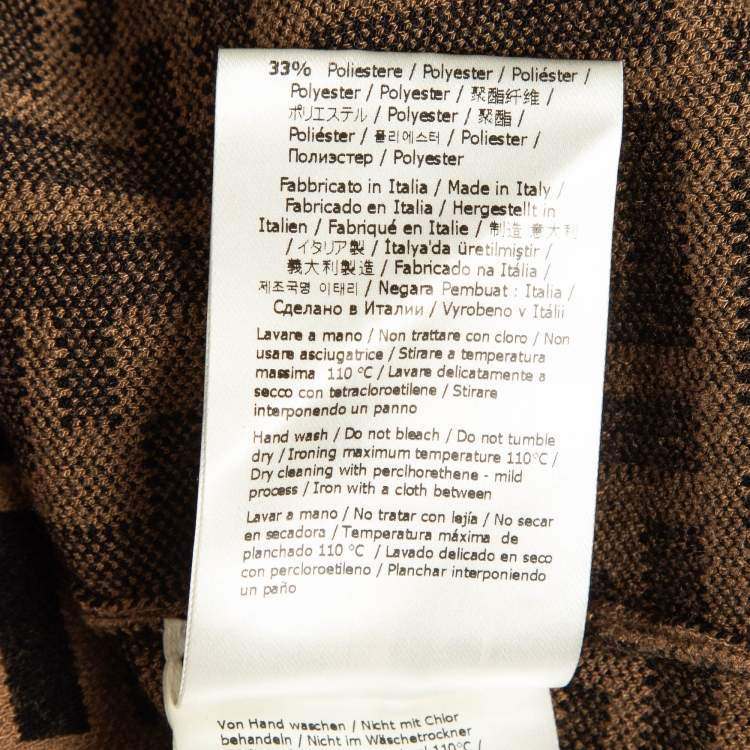 33% Poliestere / Polyester / Poliéster /
Polyester / Polyester / 聚酯纤维 /
ポリエステル / Polyester / 聚酯 /
Poliéster / 폴리에스터 / Poliester /
Полиэстер / Polyester
Fabbricato in Italia / Made in Italy /
Fabricado en Italia / Hergestellt in
Italien / Fabriqué en Italie / 制造 意大利
/ イタリア製 / İtalya'da üretilmiştir /
義大利製造 / Fabricado na Itália /
제조국명 이태리 / Negara Pembuat : Italia /
Сделано в Италии / Vyrobeno v Itálii
Lavare a mano / Non trattare con cloro / Non
usare asciugatrice / Stirare a temperatura
massima 110 °C / Lavare delicatamente a
secco con tetracloroetilene / Stirare
interponendo un panno
Hand wash / Do not bleach / Do not tumble
dry / Ironing maximum temperature 110°C /
Dry cleaning with perclhorethene - mild
process / Iron with a cloth between
Lavar a mano / No tratar con lejía / No secar
en secadora / Temperatura máxima de
planchado 110 °C / Lavado delicado en seco
con percloroetileno / Planchar interponiendo
un paño
Von Hand waschen / Nicht mit Chlor
behandeln / Nicht im Wäschetrockner
110°C /